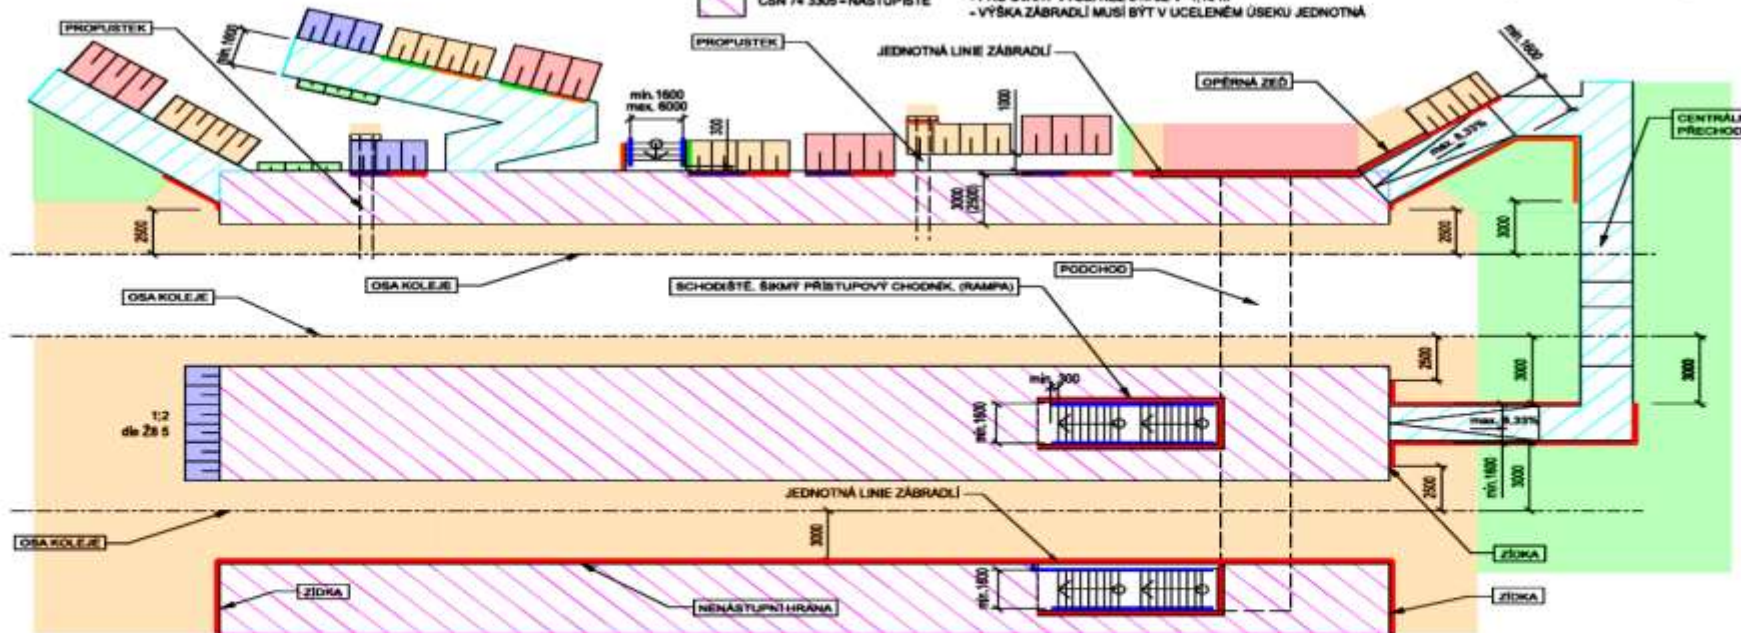 ČSN 74 3305 - NÁSTUPIŠTĚ
- VÝŠKA ZÁBRADLÍ MUSÍ BÝT V UCELENÉM ÚSEKU JEDNOTNÁ
PROPUSTEK
min.1600
PROPUSTEK
JEDNOTNÁ LINIE ZÁBRADLÍ
min.1600
OPĚRNÁ ZEĎ
min.1600
max. 6000
300
1000
max. 8,33%
CENTRÁLNÍ
PŘECHOD
2500
3000
(2500)
2500
3000
OSA KOLEJE
PODCHOD
SCHODIŠTĚ, ŠIKMÝ PŘÍSTUPOVÝ CHODNÍK, (RAMPA)
OSA KOLEJE
2500
3000
3000
min. 300
1:2
dle Ž8 5
min.1600
max. 8,33%
2500
min.1600
3000
JEDNOTNÁ LINIE ZÁBRADLÍ
3000
OSA KOLEJE
ZÍDKA
ZÍDKA
min.1600
NENÁSTUPNÍ HRANA
ZÍDKA